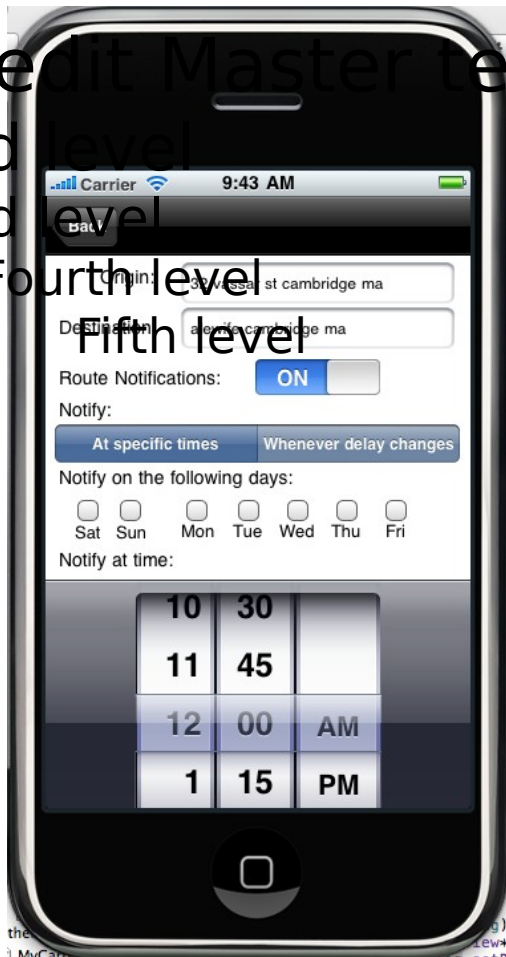 edit Master te
d level
Carrier 9:43 AM
d level
Back
Fourth level
Origin: 32 vassar st cambridge ma
Destination: alewife cambridge ma
Fifth level
Route Notifications: ON
Notify:
At specific times Whenever delay changes
Notify on the following days:
Sat Sun Mon Tue Wed Thu Fri
Notify at time:
10 30
11 45
12 00 AM
1 15 PM
the